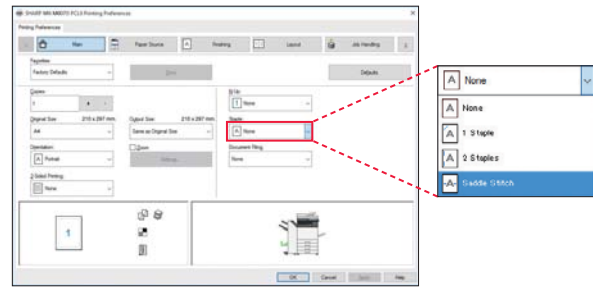 SHARP MX-M6070 PCL6 Printing Preferences
Printing Preferences
Main
Paper Source
Finishing
Layout
Job Handling
Favorites:
Factory Defaults
Save
Defaults
Copies:
1
N-Up:
1 None
Original Size: 210 x 297 mm.
Output Size: 210 x 297 mm.
Staple:
A4
Same as Original Size
A None
Orientation:
Zoom
Document Filing:
A Portrait
Settings
None
2-Sided Printing:
None
1
OK
Cancel
Help
A None
A None
A 1 Staple
A 2 Staples
-A- Saddle Stitch